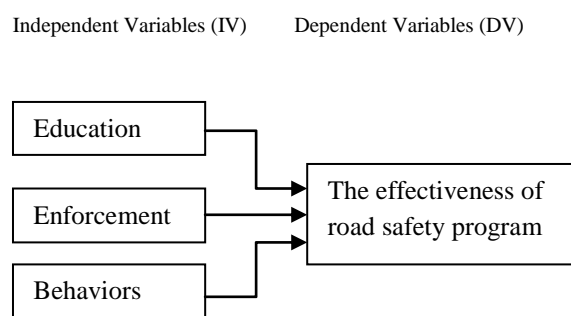 Independent Variables (IV) Dependent Variables (DV)
Education
The effectiveness of
road safety program
Enforcement
Behaviors